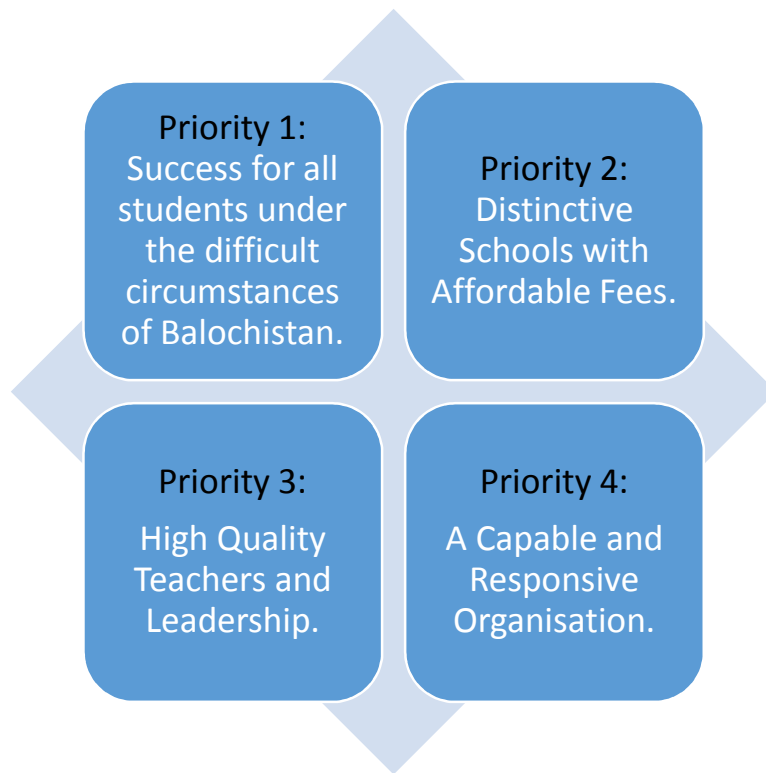 Priority 1:
Success for all
students under
the difficult
circumstances
of Balochistan.
Priority 2:
Distinctive
Schools with
Affordable Fees.
Priority 3:
High Quality
Teachers and
Leadership.
Priority 4:
A Capable and
Responsive
Organisation.